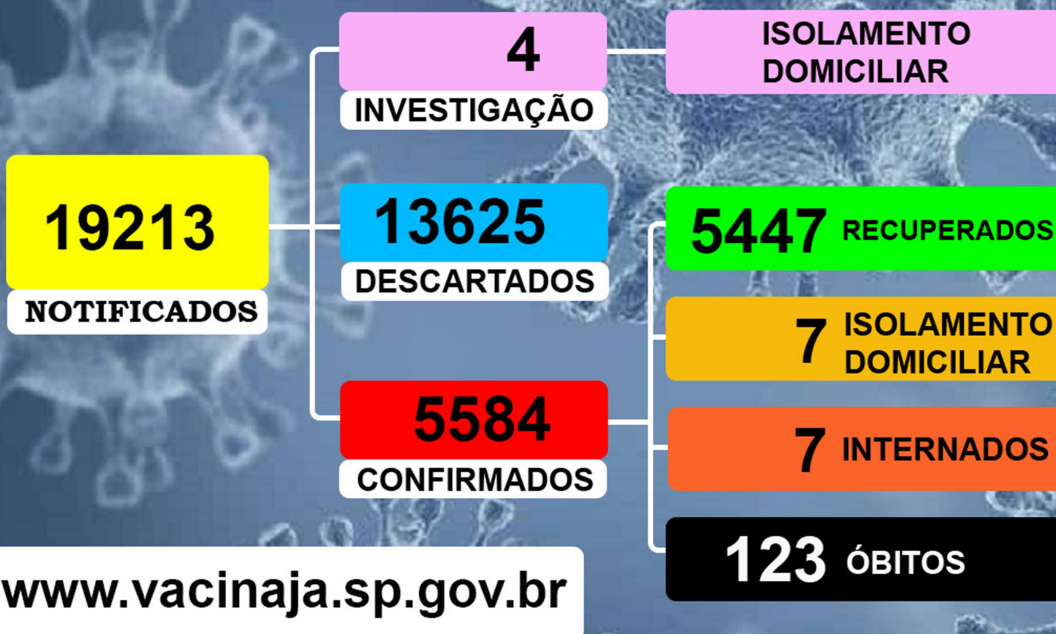 19213
NOTIFICADOS
4
INVESTIGAÇÃO
ISOLAMENTO
DOMICILIAR
13625
DESCARTADOS
5584
CONFIRMADOS
5447 RECUPERADOS
7 ISOLAMENTO
DOMICILIAR
7 INTERNADOS
123 ÓBITOS
www.vacinaja.sp.gov.br